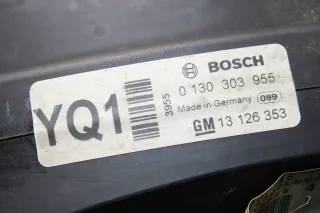 BOSCH
YQ1
3955
0 130 303 955
Made in Germany 089
GM 13 126 353